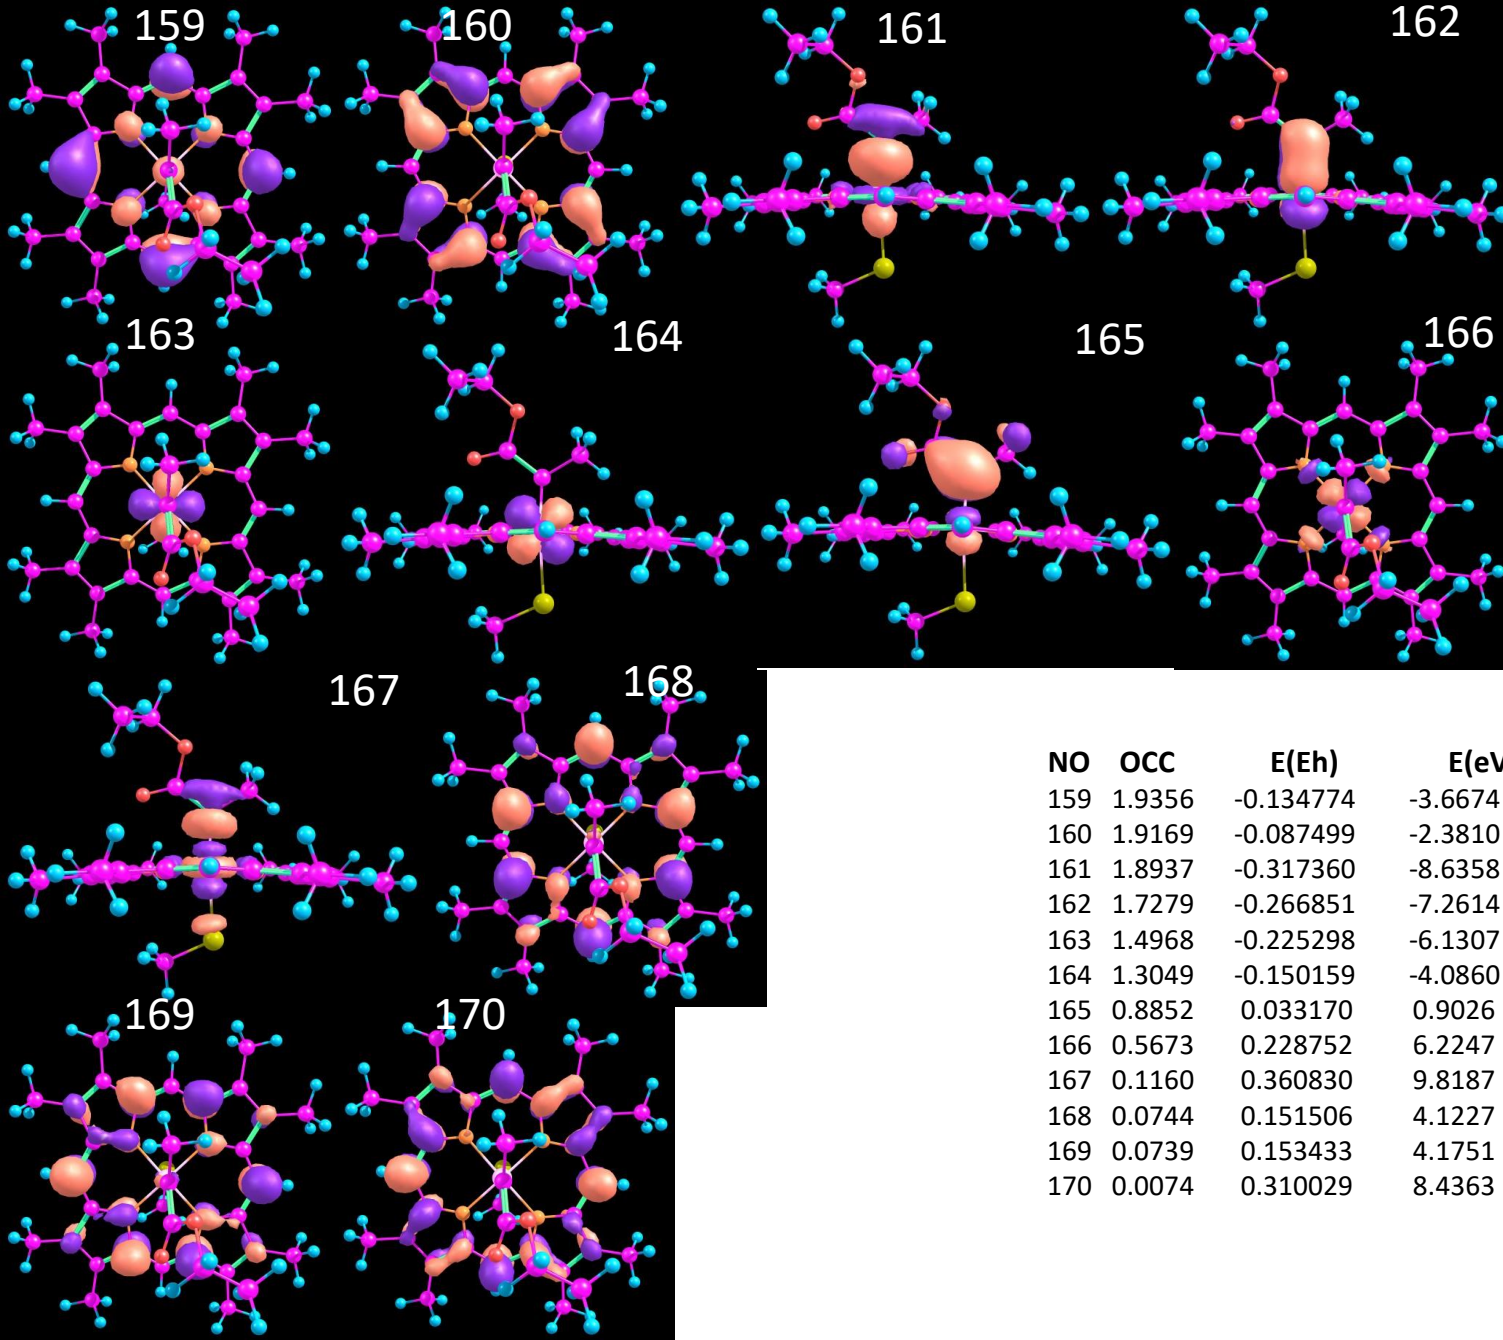 159
160
161
162
163
164
165
166
167
168
169
170
NO OCC E(Eh) E(eV
159 1.9356 -0.134774 -3.6674
160 1.9169 -0.087499 -2.3810
161 1.8937 -0.317360 -8.6358
162 1.7279 -0.266851 -7.2614
163 1.4968 -0.225298 -6.1307
164 1.3049 -0.150159 -4.0860
165 0.8852 0.033170 0.9026
166 0.5673 0.228752 6.2247
167 0.1160 0.360830 9.8187
168 0.0744 0.151506 4.1227
169 0.0739 0.153433 4.1751
170 0.0074 0.310029 8.4363